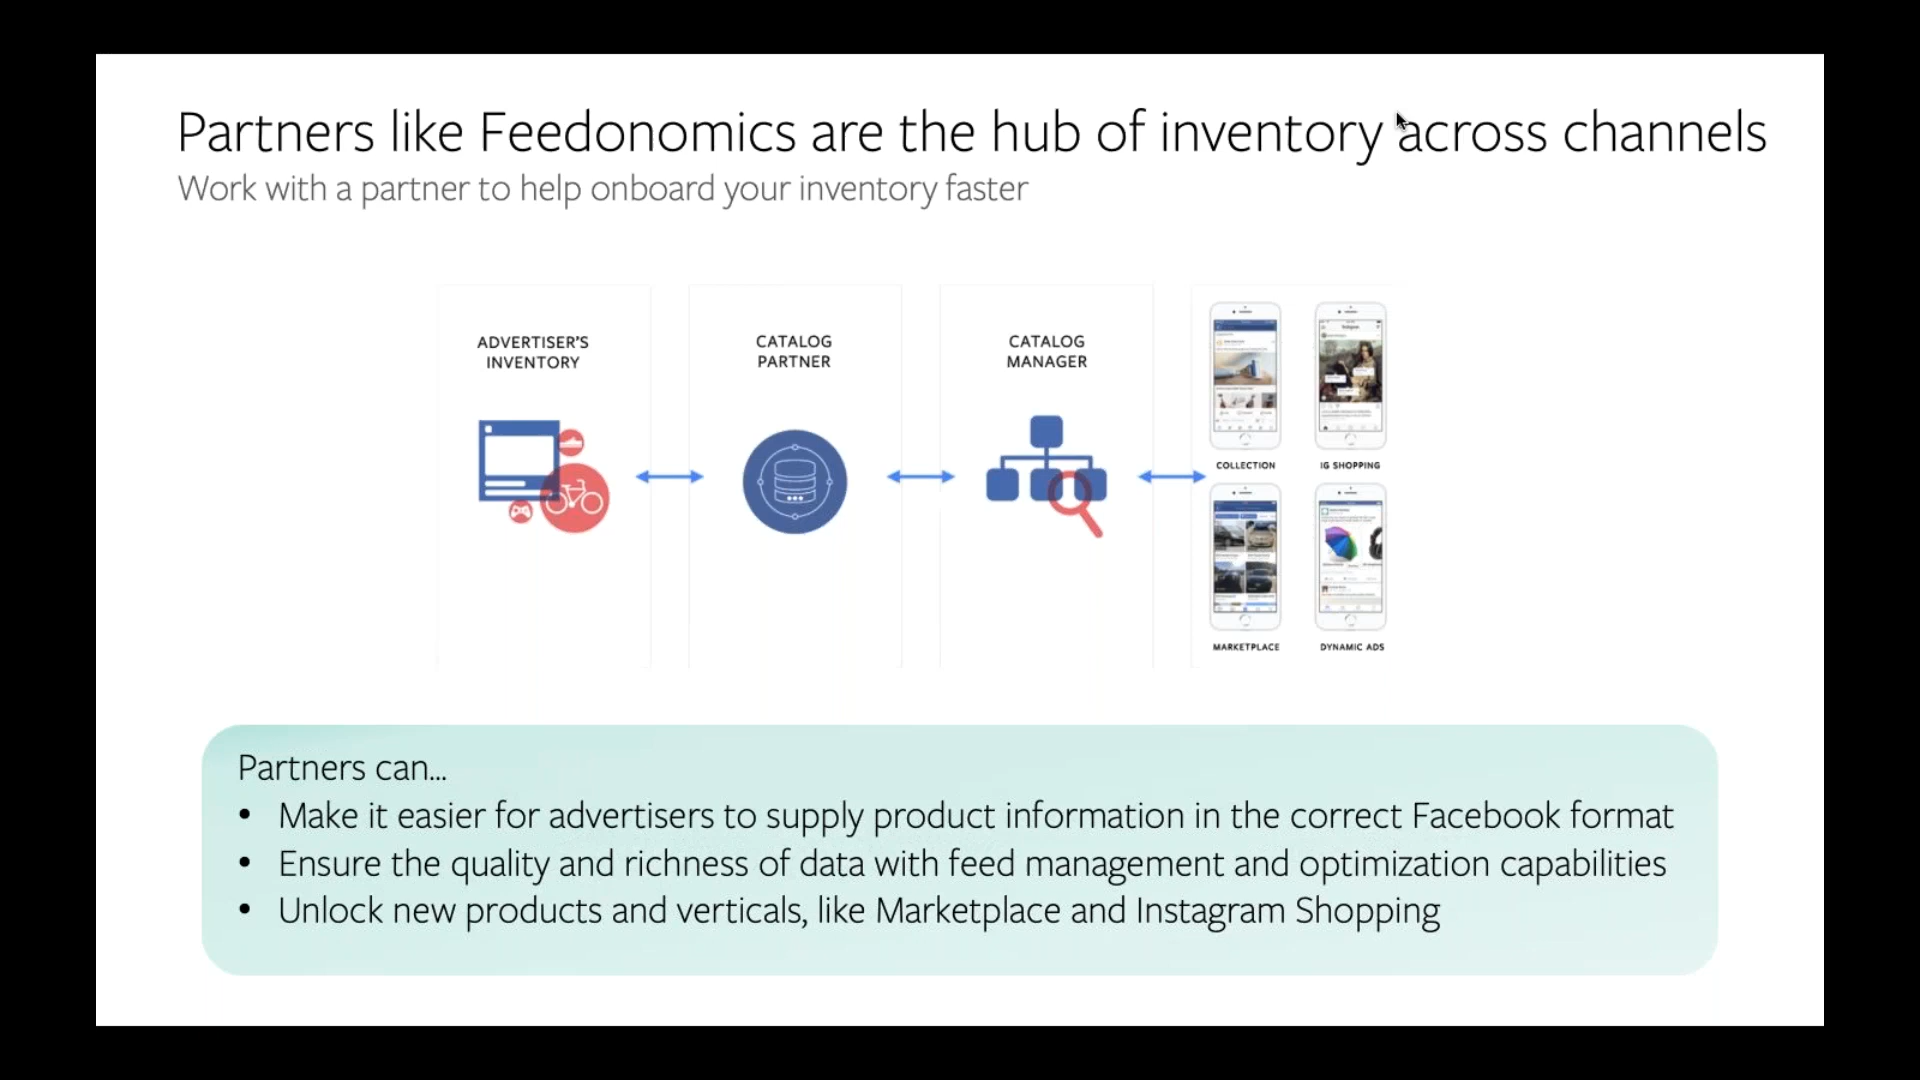 Partners like Feedonomics are the hub of inventory across channels
Work with a partner to help onboard your inventory faster
ADVERTISER'S
INVENTORY
CATALOG
PARTNER
CATALOG
MANAGER
COLLECTION
IG SHOPPING
MARKETPLACE
DYNAMIC ADS
Partners can...
• Make it easier for advertisers to supply product information in the correct Facebook format
• Ensure the quality and richness of data with feed management and optimization capabilities
• Unlock new products and verticals, like Marketplace and Instagram Shopping